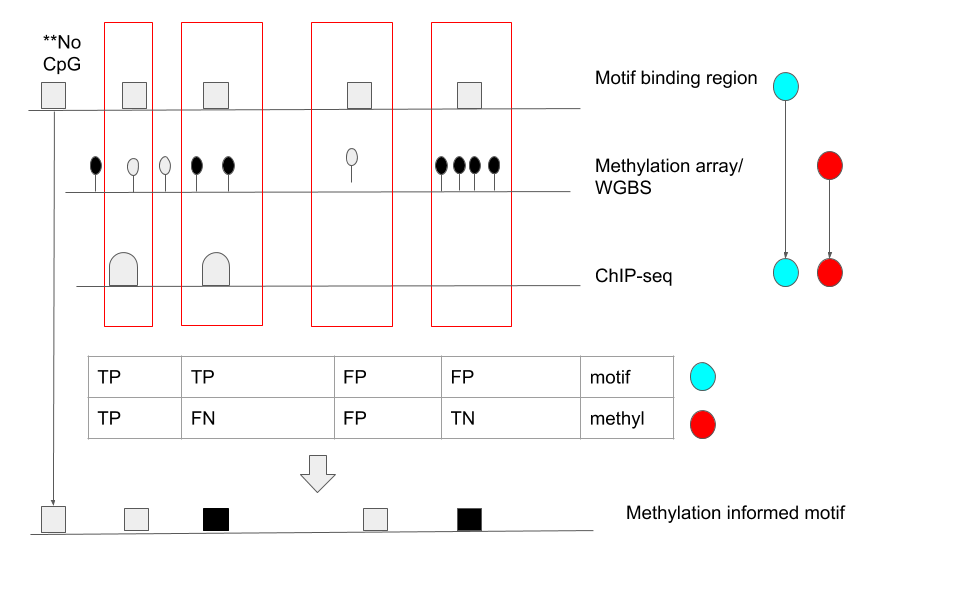 **No
CpG
Motif binding region
Methylation array/
WGBS
ChIP-seq
TP TP FP FP motif
TP FN FP TN methyl
Methylation informed motif